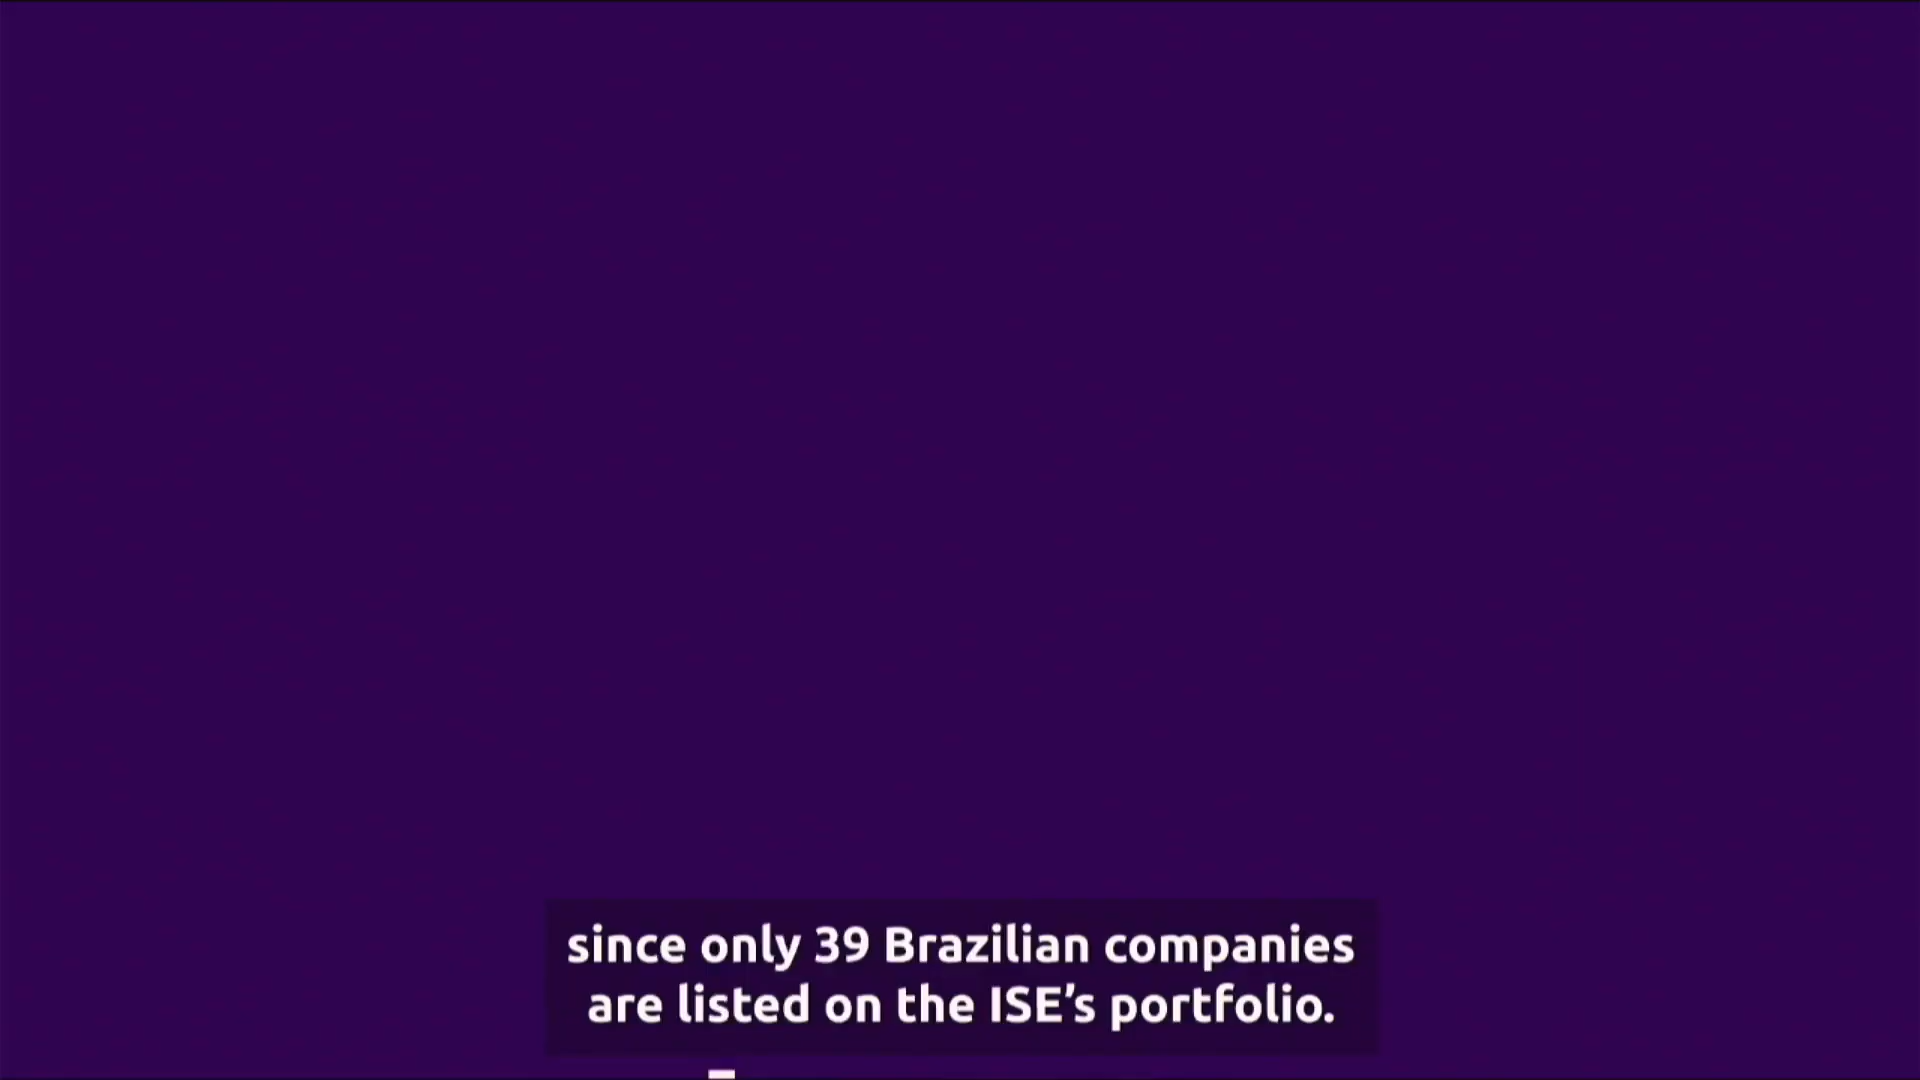 since only 39 Brazilian companies
are listed on the ISE’s portfolio.